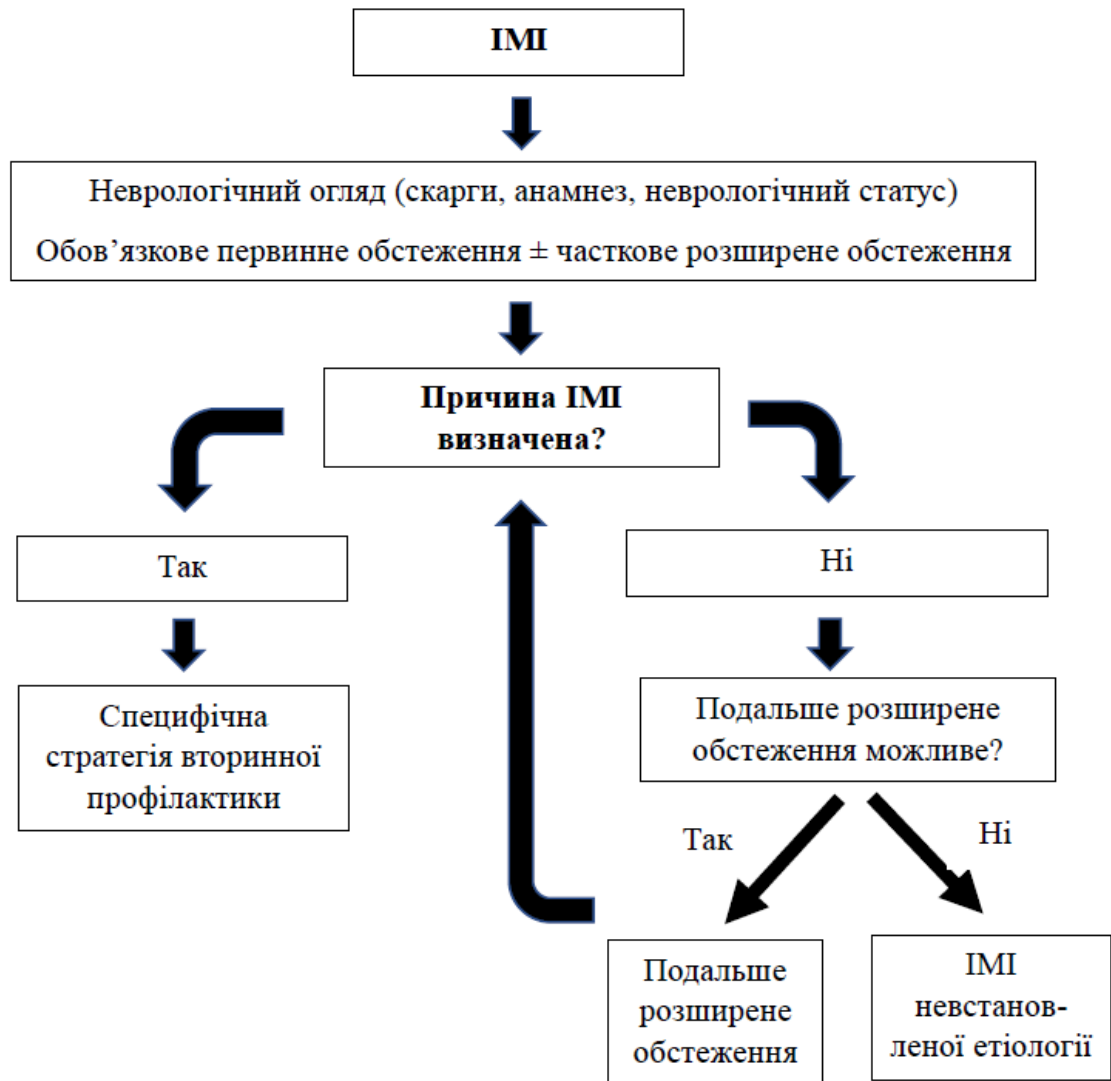 ІМІ
Неврологічний огляд (скарги, анамнез, неврологічний статус)
Обов’язкове первинне обстеження ± часткове розширене обстеження
Причина ІМІ
визначена?
Так
Ні
Специфічна
стратегія вторинної
профілактики
Подальше розширене
обстеження можливе?
Так
Ні
Подальше
розширене
обстеження
ІМІ
невстанов-
леної етіології